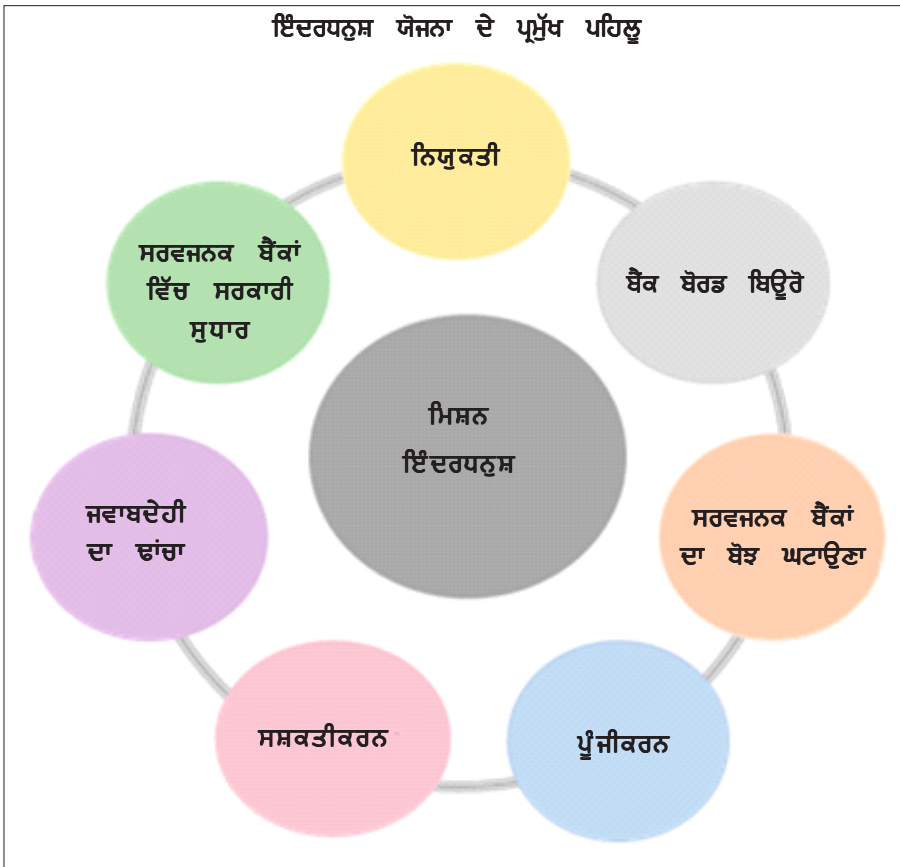 ਇੰਦਰਧਨੁਸ਼ ਯੋਜਨਾ ਦੇ ਪ੍ਰਮੁੱਖ ਪਹਿਲੂ
ਨਿਯੁਕਤੀ
ਬੈਂਕ ਬੋਰਡ ਬਿਊਰੋ
ਸਰਵਜਨਕ ਬੈਂਕਾਂ
ਦਾ ਬੋਝ ਘਟਾਉਣਾ
ਪੂੰਜੀਕਰਨ
ਸਸ਼ਕਤੀਕਰਨ
ਜਵਾਬਦੇਹੀ
ਦਾ ਢਾਂਚਾ
ਸਰਵਜਨਕ ਬੈਂਕਾਂ
ਵਿੱਚ ਸਰਕਾਰੀ
ਸੁਧਾਰ
ਮਿਸ਼ਨ
ਇੰਦਰਧਨੁਸ਼